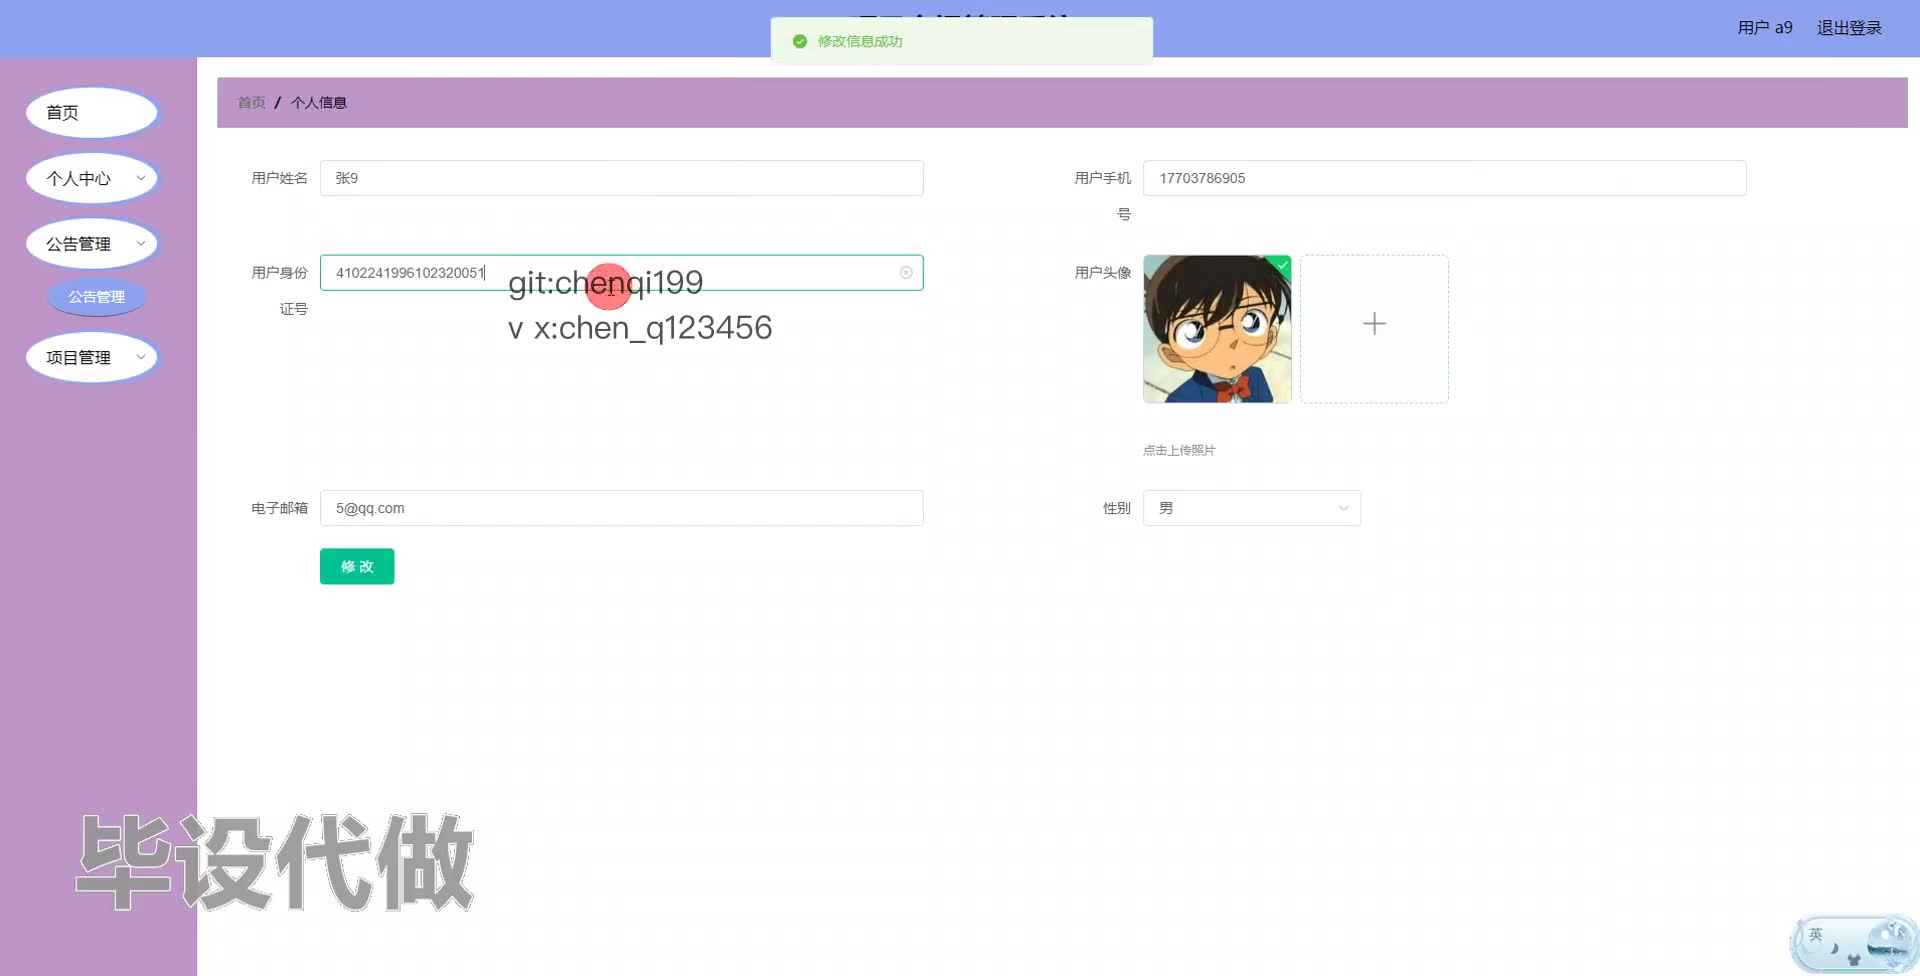 修改信息成功
用户 a9
退出登录
首页
个人中心
公告管理
公告管理
项目管理
首页 / 个人信息
用户姓名
张9
用户手机号
17703786905
用户身份证号
4102241996102320051
git:chenqi199
v x:chen_q123456
用户头像
点击上传照片
电子邮箱
5@qq.com
性别
男
修 改
毕设代做
英